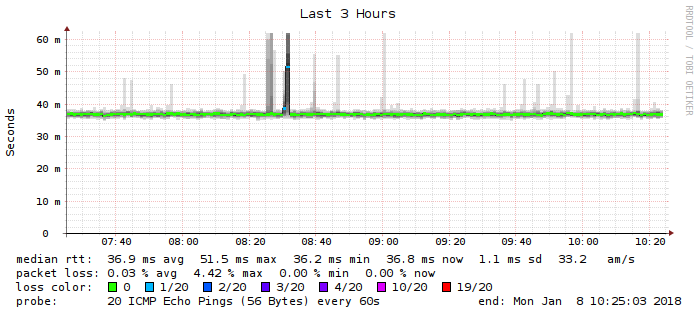 Last 3 Hours
RRDTOOL / TOBI OETIKER
Seconds
60 m
50 m
40 m
30 m
20 m
10 m
0
07:40 08:00 08:20 08:40 09:00 09:20 09:40 10:00 10:20
median rtt: 36.9 ms avg 51.5 ms max 36.2 ms min 36.8 ms now 1.1 ms sd 33.2 am/s
packet loss: 0.03 % avg 4.42 % max 0.00 % min 0.00 % now
loss color: 0 1/20 2/20 3/20 4/20 10/20 19/20
probe: 20 ICMP Echo Pings (56 Bytes) every 60s end: Mon Jan 8 10:25:03 2018